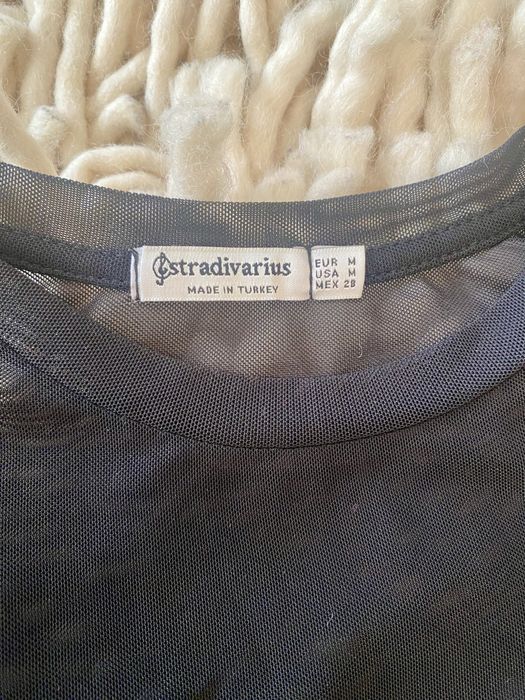 stradivarius
MADE IN TURKEY
EUR M
USA M
MEX 28